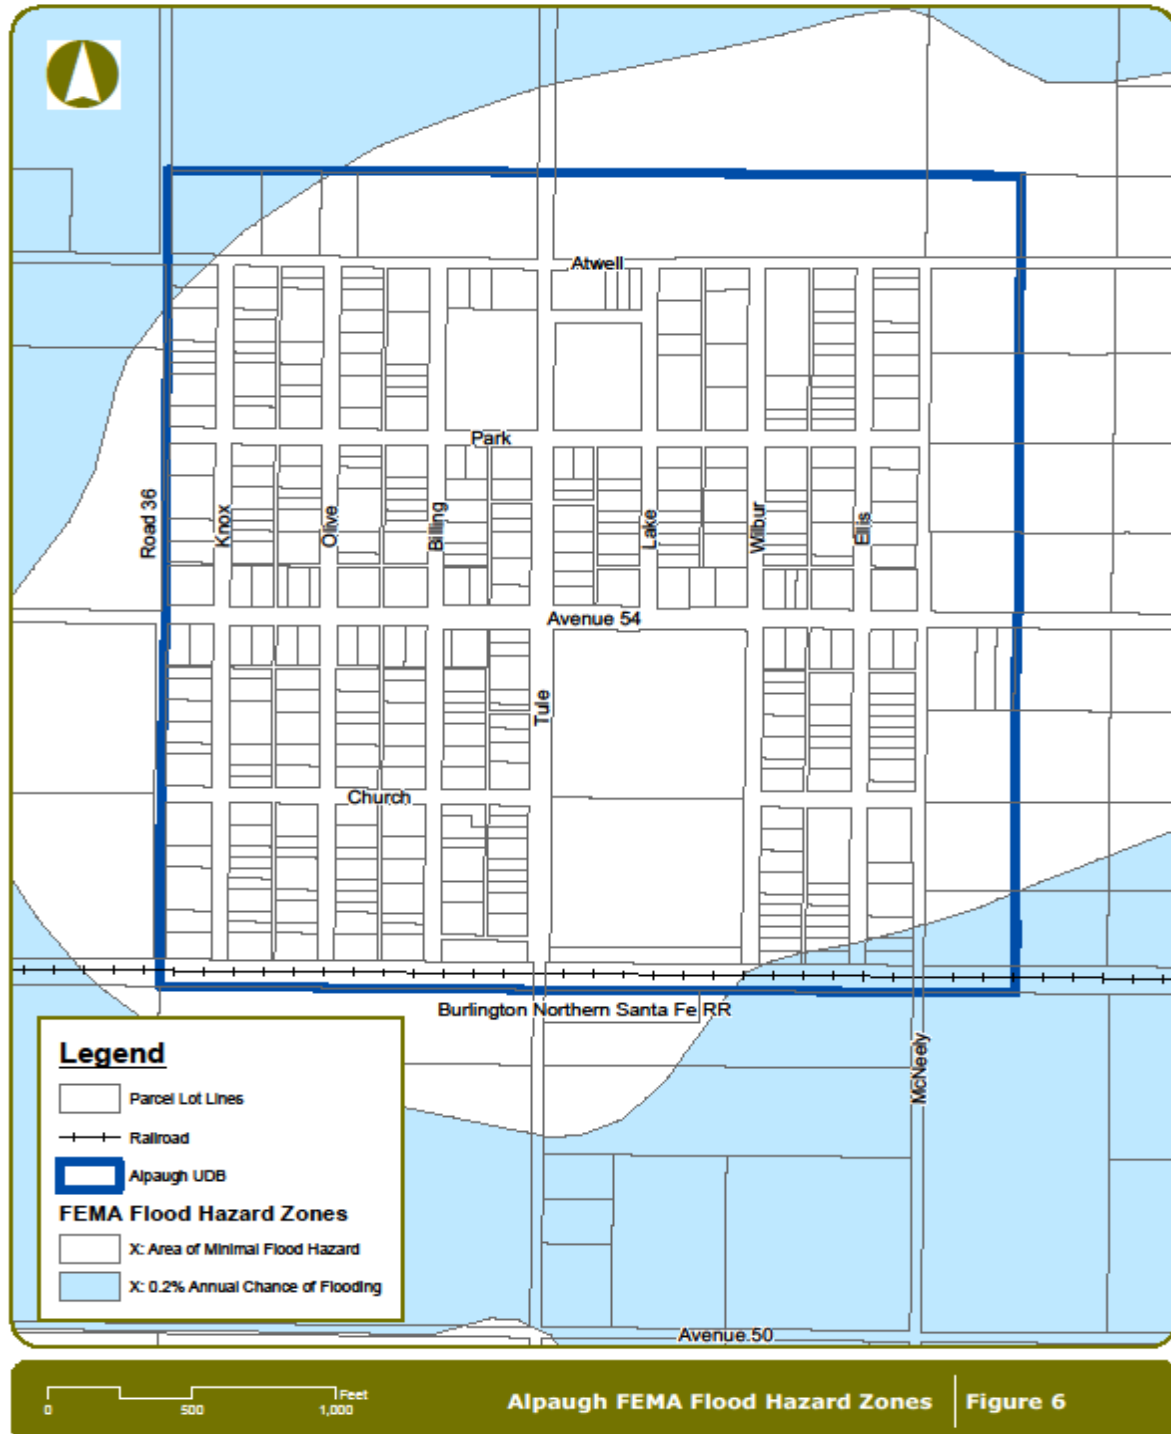 Atwell
Park
Road 36
Knox
Olive
Billing
Lake
Wilbur
Ellis
Avenue 54
Tule
Church
Burlington Northern Santa Fe RR
McNeely
Legend
Parcel Lot Lines
Railroad
Alpaugh UDB
FEMA Flood Hazard Zones
X: Area of Minimal Flood Hazard
X: 0.2% Annual Chance of Flooding
Avenue 50
Feet
0 500 1,000
Alpaugh FEMA Flood Hazard Zones Figure 6